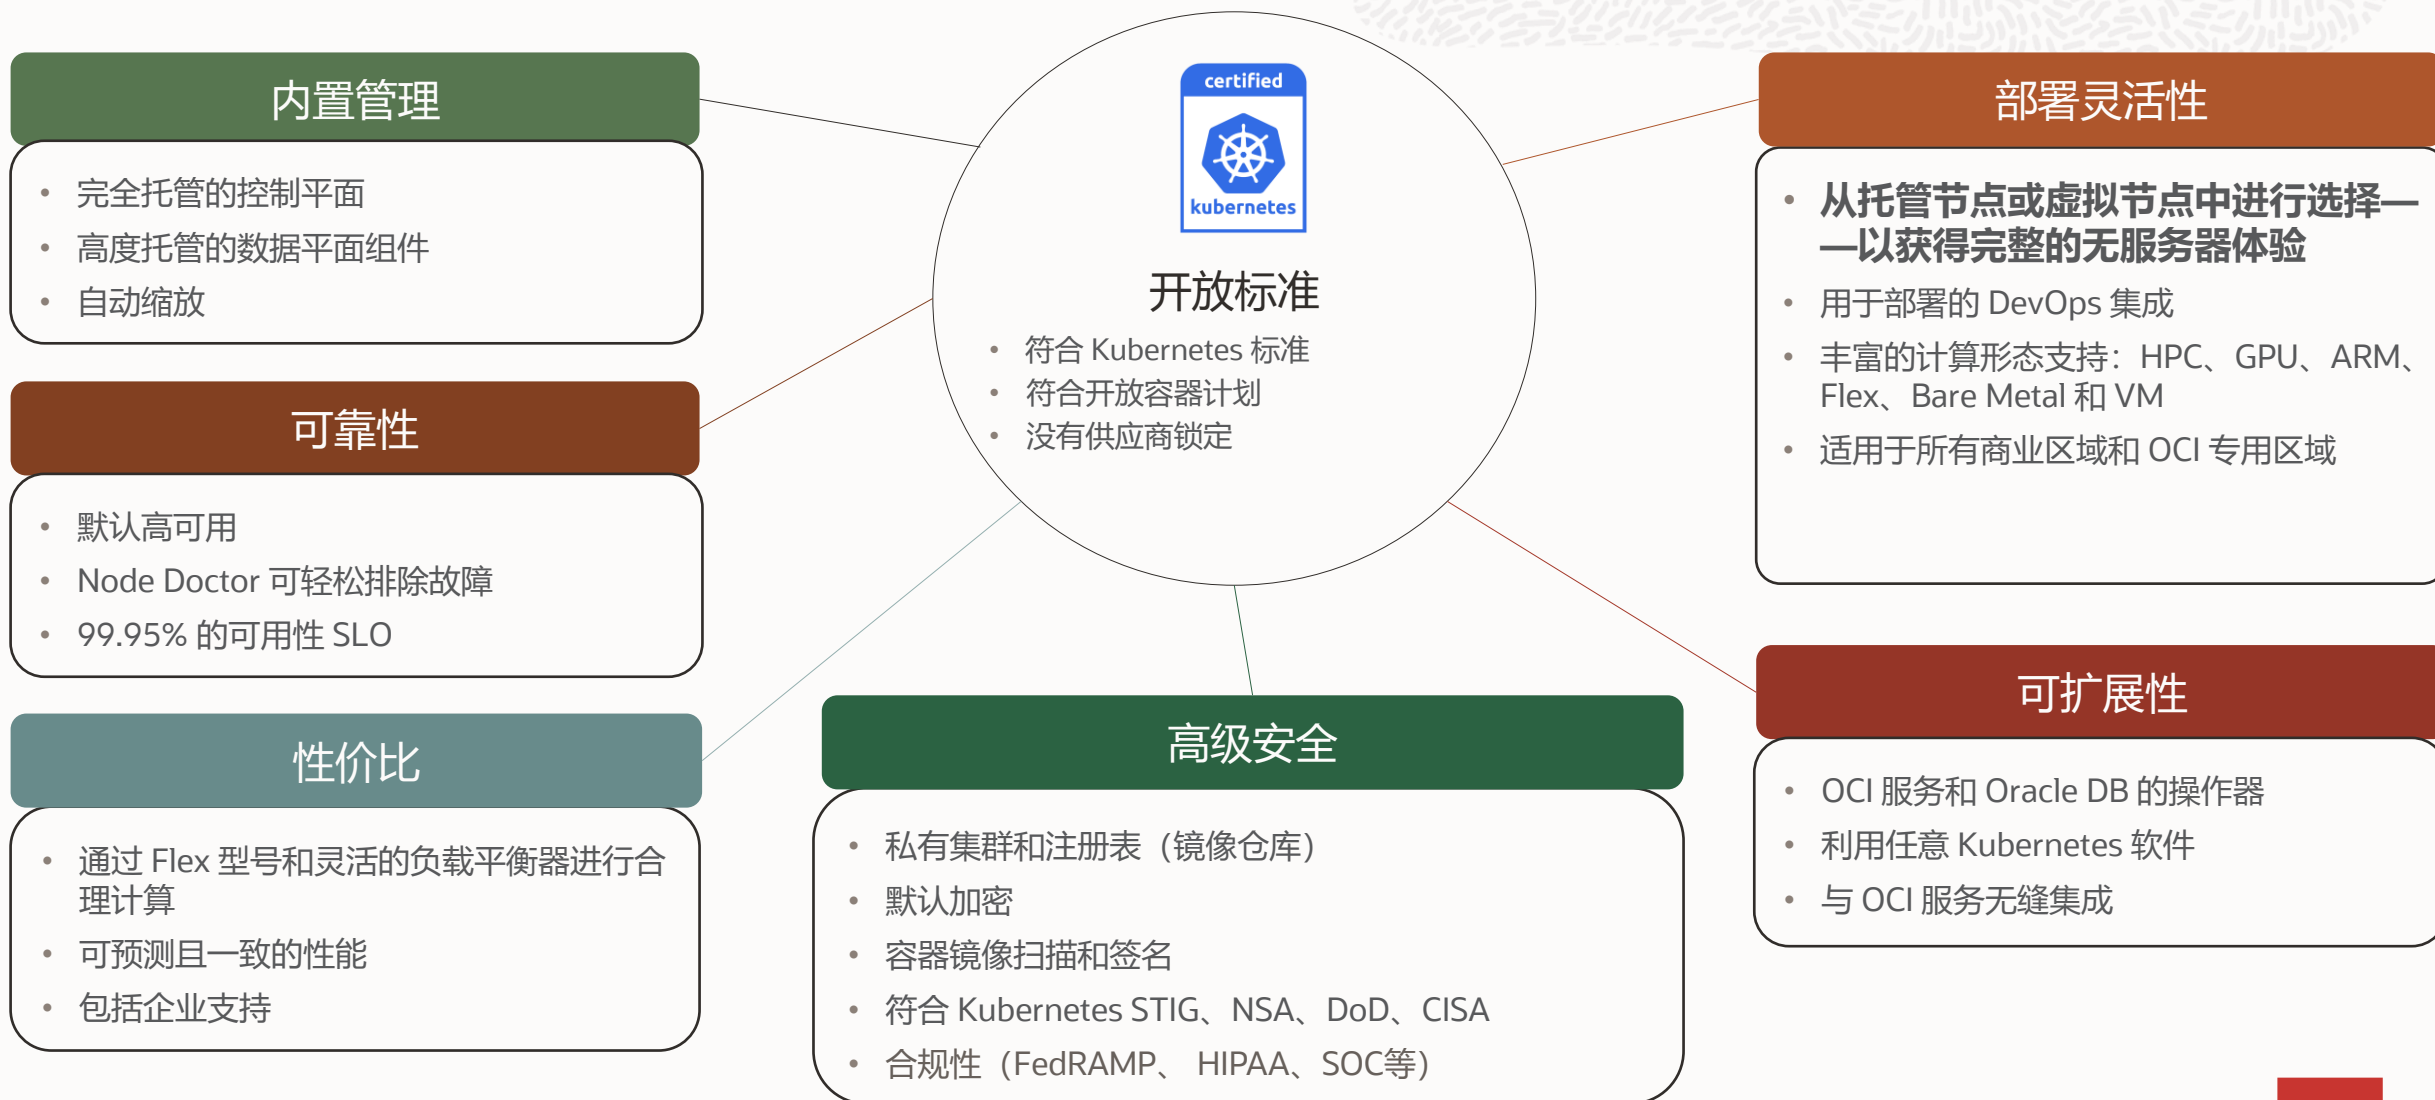 内置管理
完全托管的控制平面
高度托管的数据平面组件
自动缩放
可靠性
默认高可用
Node Doctor 可轻松排除故障
99.95% 的可用性 SLO
性价比
通过 Flex 型号和灵活的负载平衡器进行合
理计算
可预测且一致的性能
包括企业支持
certified
kubernetes
开放标准
符合 Kubernetes 标准
符合开放容器计划
没有供应商锁定
高级安全
私有集群和注册表（镜像仓库）
默认加密
容器镜像扫描和签名
符合 Kubernetes STIG、NSA、DoD、CISA
合规性（FedRAMP、 HIPAA、SOC等）
部署灵活性
从托管节点或虚拟节点中进行选择—
—以获得完整的无服务器体验
用于部署的 DevOps 集成
丰富的计算形态支持：HPC、GPU、ARM、
Flex、Bare Metal 和 VM
适用于所有商业区域和 OCI 专用区域
可扩展性
OCI 服务和 Oracle DB 的操作器
利用任意 Kubernetes 软件
与 OCI 服务无缝集成